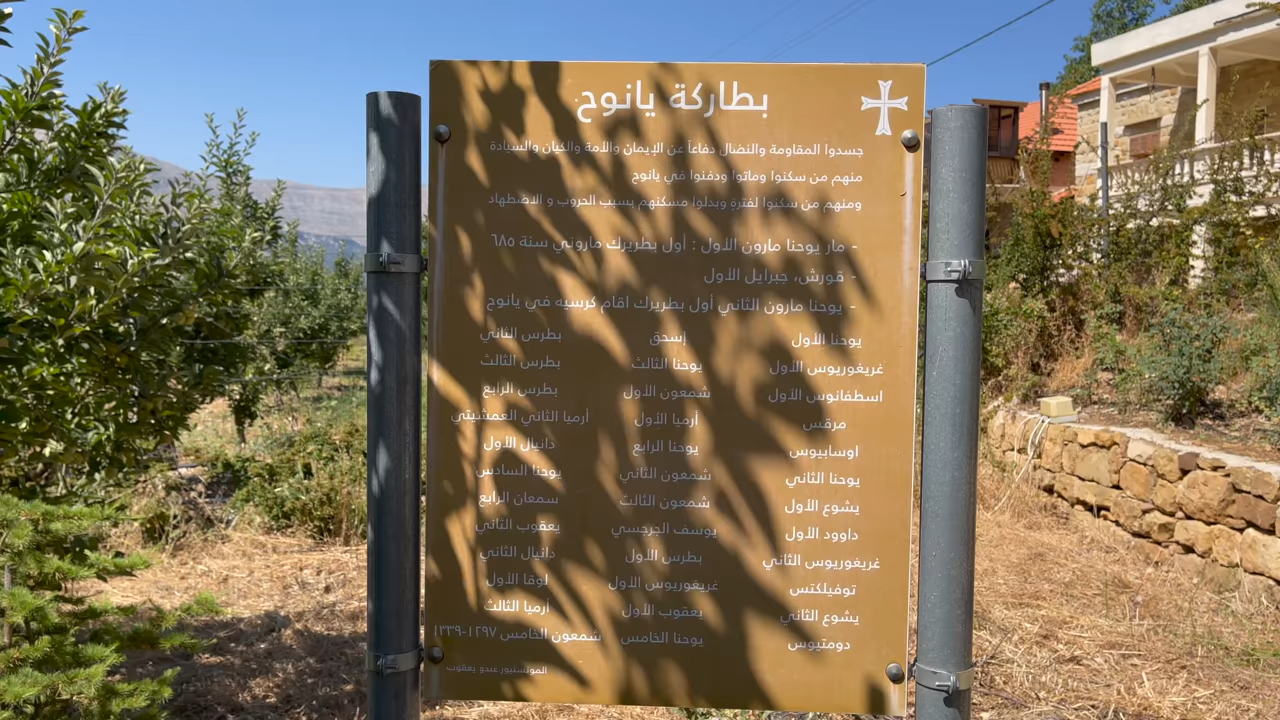 بطاركة يانوح
جسدوا المقاومة والنضال دفاعاً عن الإيمان والأمة والكيان والسيادة
منهم من سكنوا وماتوا ودفنوا في يانوح
ومنهم من سكنوا لفترةٍ وبدلوا مسكنهم بسبب الحروب و الاضطهاد
- مار يوحنا مارون الأول : أول بطريرك ماروني سنة ٦٨٥
- قورش، جبرايل الأول
- يوحنا مارون الثاني أول بطريرك اقام كرسيه في يانوح
يوحنا الأول إسحق بطرس الثاني
غريغوريوس الأول يوحنا الثالث بطرس الثالث
اسطفانوس الأول شمعون الأول بطرس الرابع
مرقس أرميا الأول أرميا الثاني العمشيتي
اوسابيوس يوحنا الرابع دانيال الأول
يوحنا الثاني شمعون الثاني يوحنا السادس
يشوع الأول شمعون الثالث سمعان الرابع
داوود الأول يوسف الجرجسي يعقوب الثاني
غريغوريوس الثاني بطرس الأول دانيال الثاني
توفيلكتس غريغوريوس الأول لوقا الأول
يشوع الثاني يعقوب الأول أرميا الثالث
دومتيوس يوحنا الخامس شمعون الخامس ١٢٩٧-١٣٣٩
المونسنيور عبدو يعقوب